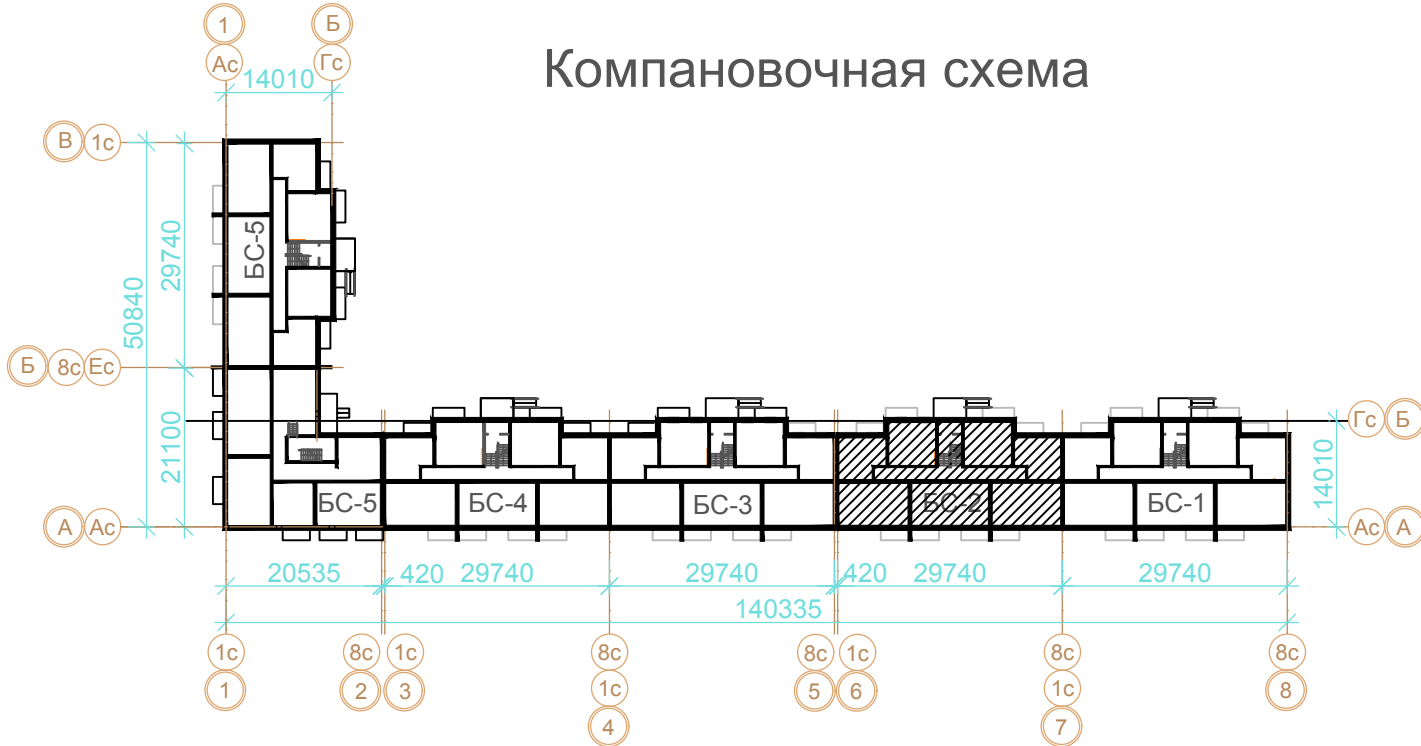 1 Б
Ас Гс
Компановочная схема
14010
В 1с
29740
50840
БС-5
Б 8с Ес
21100
Гс Б
14010
БС-5 БС-4 БС-3 БС-2 БС-1
А Ас
Ас А
20535 420 29740 29740 420 29740 29740
140335
1с 8с 1с 8с 8с 1с 8с 8с
1 2 3 1с 5 6 1с 8
4 7